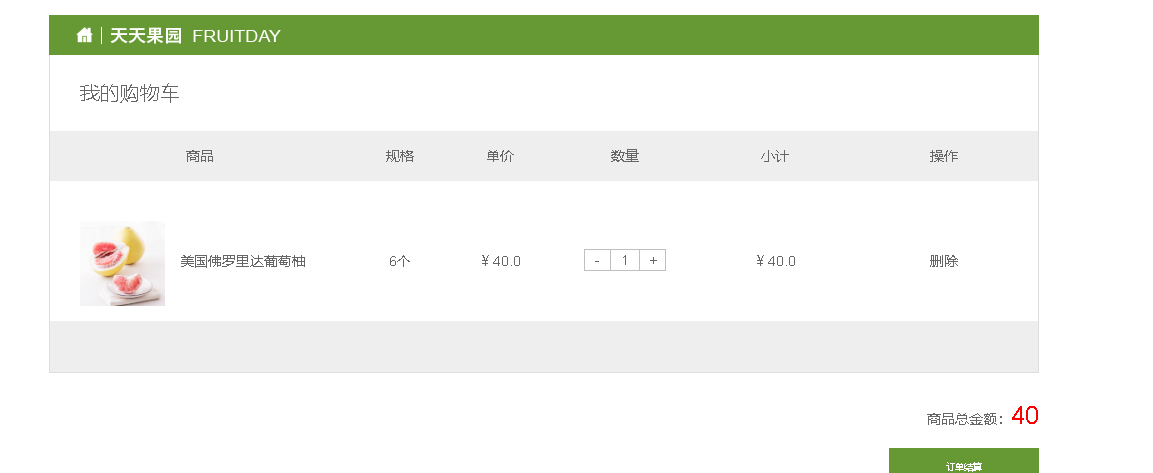 天天果园 FRUITDAY
我的购物车
商品 规格 单价 数量 小计 操作
美国佛罗里达葡萄柚 6个 ¥40.0 - 1 + ¥40.0 删除
商品总金额：40
订单结算